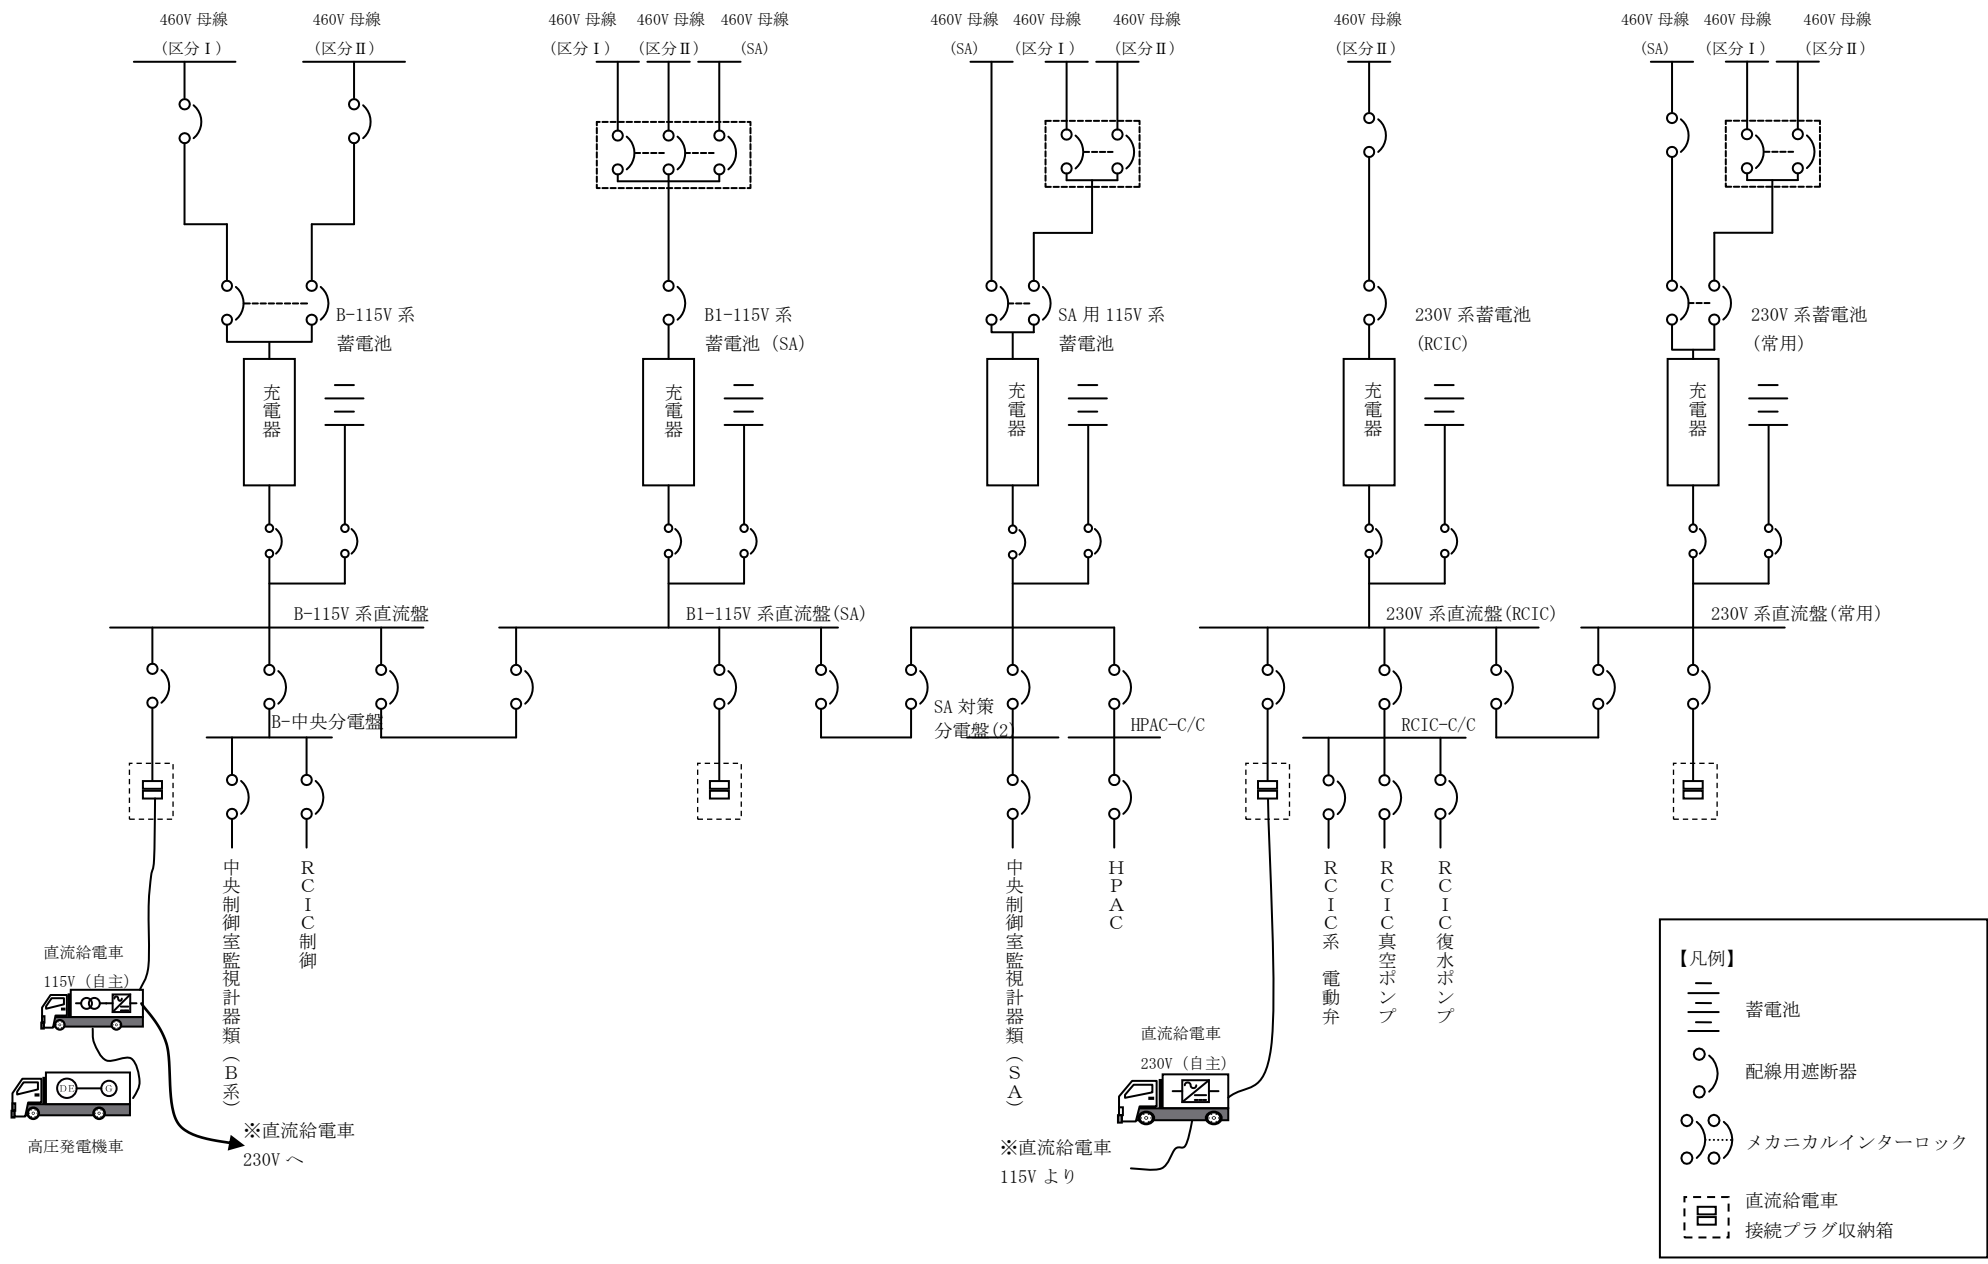 460V 母線
(区分Ⅰ)
460V 母線
(区分Ⅱ)
460V 母線
(区分Ⅰ)
460V 母線
(区分Ⅱ)
460V 母線
(SA)
460V 母線
(SA)
460V 母線
(区分Ⅰ)
460V 母線
(区分Ⅱ)
460V 母線
(区分Ⅱ)
460V 母線
(SA)
460V 母線
(区分Ⅰ)
460V 母線
(区分Ⅱ)
B-115V 系
蓄電池
B1-115V 系
蓄電池 (SA)
SA 用 115V 系
蓄電池
230V 系蓄電池
(RCIC)
230V 系蓄電池
(常用)
充電器
充電器
充電器
充電器
充電器
B-115V 系直流盤
B1-115V 系直流盤(SA)
230V 系直流盤(RCIC)
230V 系直流盤(常用)
B-中央分電盤
SA 対策
分電盤(2)
HPAC-C/C
RCIC-C/C
中央制御室監視計器類(B系)
RCIC制御
中央制御室監視計器類(SA)
HPAC
RCIC系 電動弁
RCIC真空ポンプ
RCIC復水ポンプ
直流給電車
115V (自主)
DE
G
高圧発電機車
※直流給電車
230V へ
直流給電車
230V (自主)
※直流給電車
115V より
【凡例】
蓄電池
配線用遮断器
メカニカルインターロック
直流給電車
接続プラグ収納箱